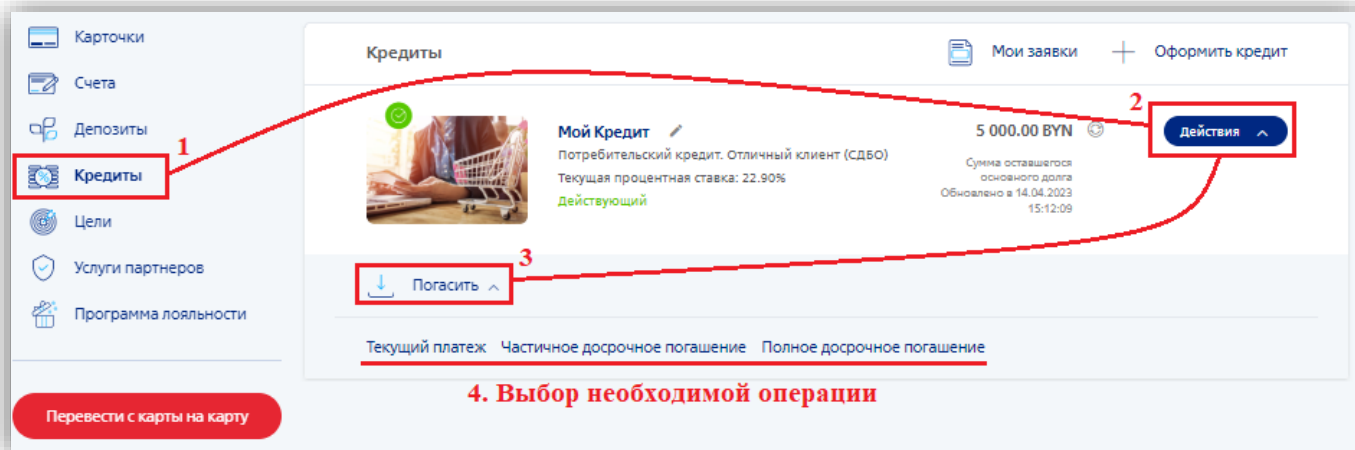 Карточки
Счета
Депозиты
1
Кредиты
Цели
Услуги партнеров
Программа лояльности
Перевести с карты на карту
Кредиты
Мои заявки
Оформить кредит
Мой Кредит
Потребительский кредит. Отличный клиент (СДБО)
Текущая процентная ставка: 22.90%
Действующий
5 000.00 BYN
Сумма оставшегося
основного долга
Обновлено в 14.04.2023
15:12:09
2
Действия
3
Погасить
Текущий платеж Частичное досрочное погашение Полное досрочное погашение
4. Выбор необходимой операции